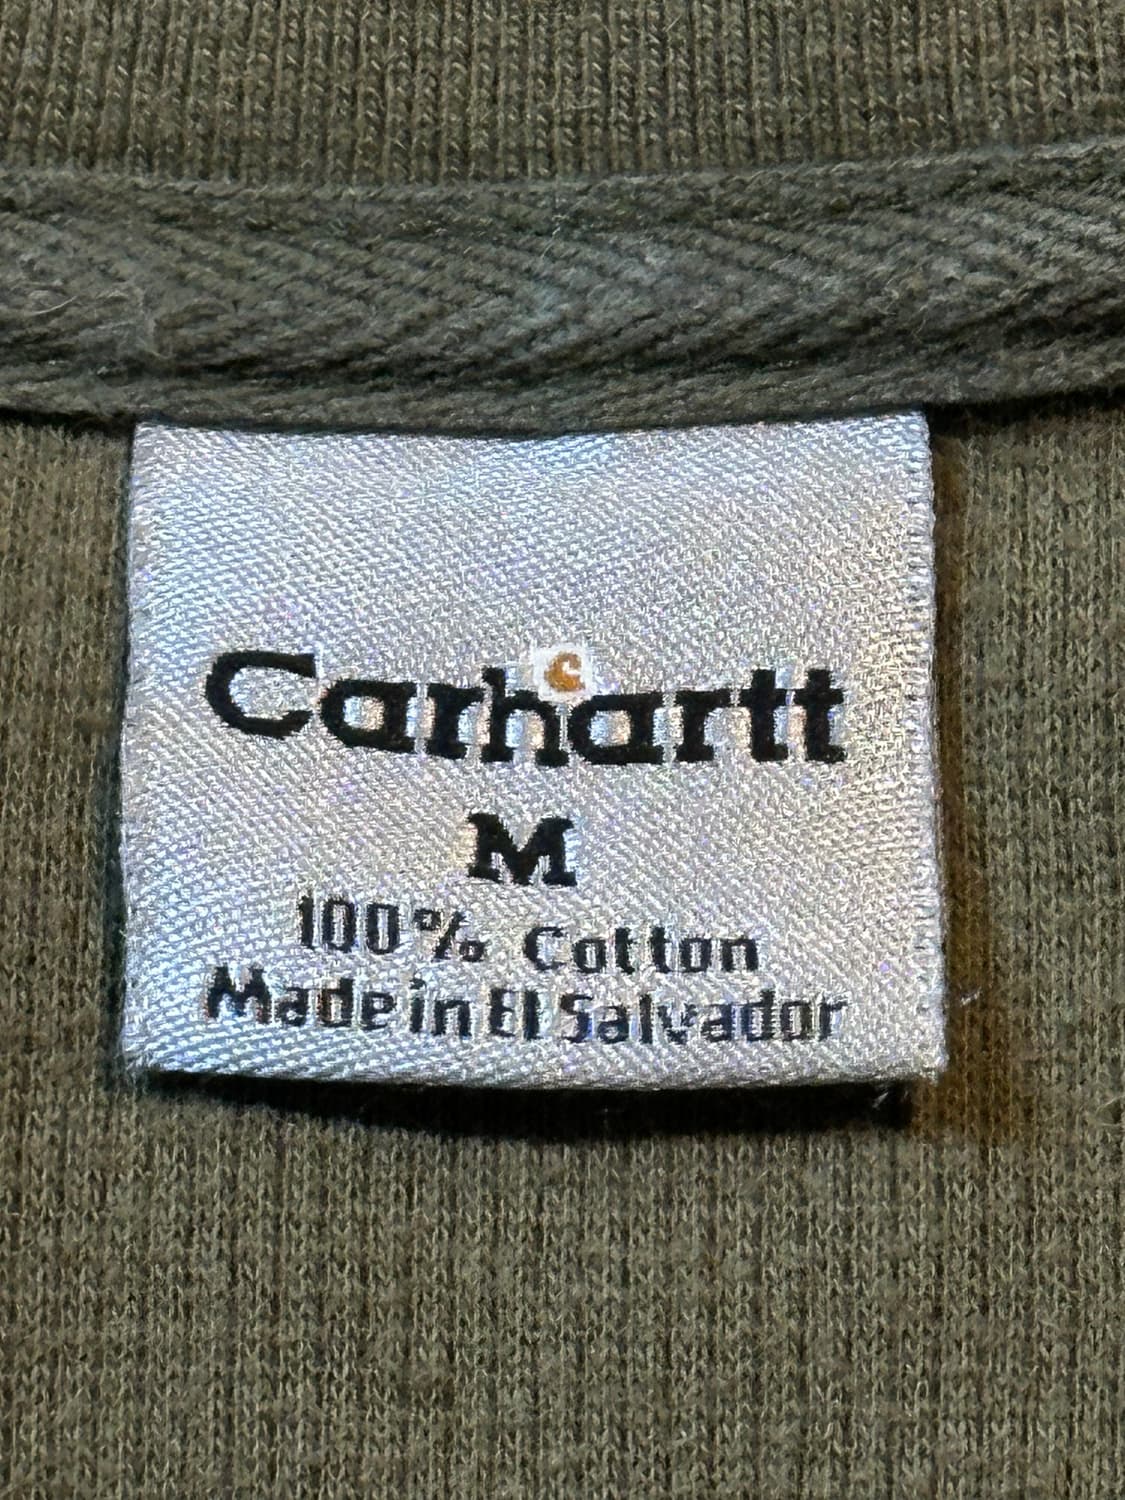 Carhartt
M
100% Cotton
Made in El Salvador